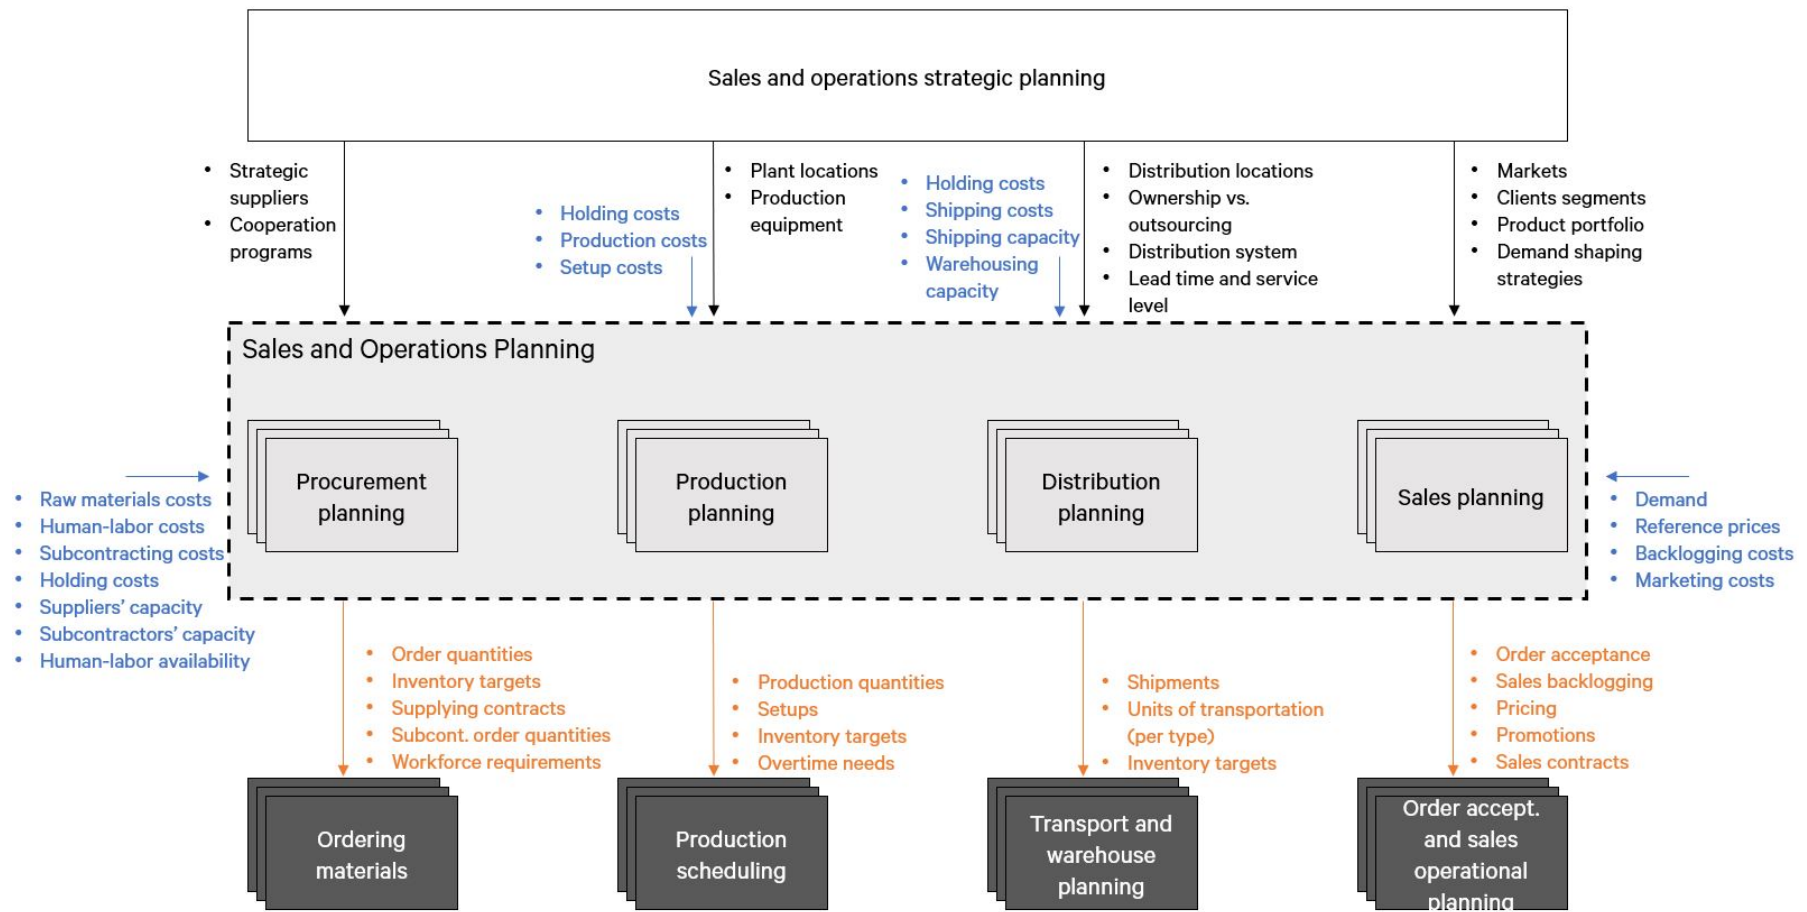 Sales and operations strategic planning
• Strategic
suppliers
• Cooperation
programs
• Holding costs
• Production costs
• Setup costs
• Plant locations
• Production
equipment
• Holding costs
• Shipping costs
• Shipping capacity
• Warehousing
capacity
• Distribution locations
• Ownership vs.
outsourcing
• Distribution system
• Lead time and service
level
• Markets
• Clients segments
• Product portfolio
• Demand shaping
strategies
Sales and Operations Planning
Procurement
planning
Production
planning
Distribution
planning
Sales planning
• Raw materials costs
• Human-labor costs
• Subcontracting costs
• Holding costs
• Suppliers’ capacity
• Subcontractors’ capacity
• Human-labor availability
• Demand
• Reference prices
• Backlogging costs
• Marketing costs
• Order quantities
• Inventory targets
• Supplying contracts
• Subcont. order quantities
• Workforce requirements
• Production quantities
• Setups
• Inventory targets
• Overtime needs
• Shipments
• Units of transportation
(per type)
• Inventory targets
• Order acceptance
• Sales backlogging
• Pricing
• Promotions
• Sales contracts
Ordering
materials
Production
scheduling
Transport and
warehouse
planning
Order accept.
and sales
operational
planning